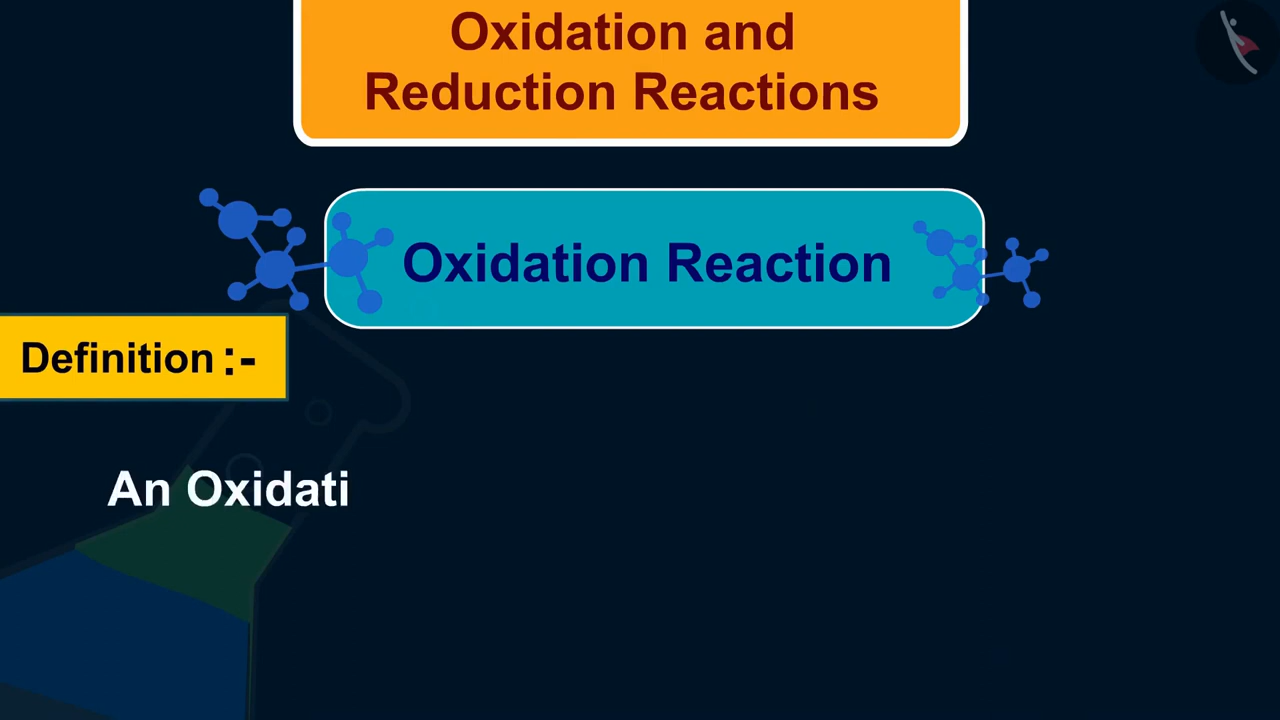 Oxidation and
Reduction Reactions
Oxidation Reaction
Definition :-
An Oxidati